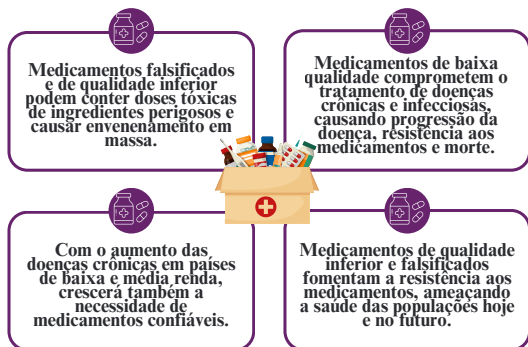 Medicamentos falsificados
e de qualidade inferior
podem conter doses tóxicas
de ingredientes perigosos e
causar envenenamento em
massa.
Medicamentos de baixa
qualidade comprometem o
tratamento de doenças
crônicas e infecciosas,
causando progressão da
doença, resistência aos
medicamentos e morte.
Com o aumento das
doenças crônicas em países
de baixa e média renda,
crescerá também a
necessidade de
medicamentos confiáveis.
Medicamentos de qualidade
inferior e falsificados
fomentam a resistência aos
medicamentos, ameaçando
a saúde das populações hoje
e no futuro.